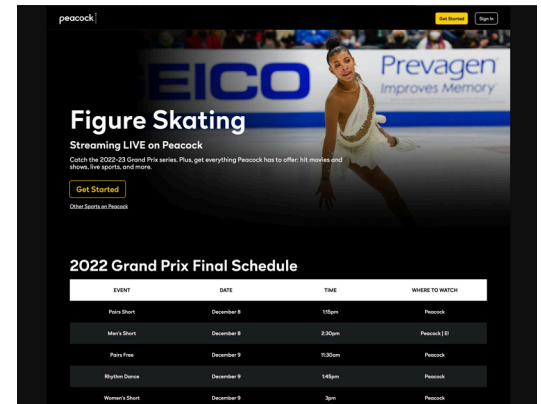 peacock
Get Started
Sign In
GEICO
Prevagen
Improves Memory
Figure Skating
Streaming LIVE on Peacock
Catch the 2022-23 Grand Prix series. Plus, get everything Peacock has to offer: hit movies and
shows, live sports, and more.
Get Started
Other Sports on Peacock
2022 Grand Prix Final Schedule
EVENT DATE TIME WHERE TO WATCH
Pairs Short December 8 1:15pm Peacock
Men's Short December 8 2:30pm Peacock | E!
Pairs Free December 9 11:30am Peacock
Rhythm Dance December 9 1:45pm Peacock
Women's Short December 9 3pm Peacock